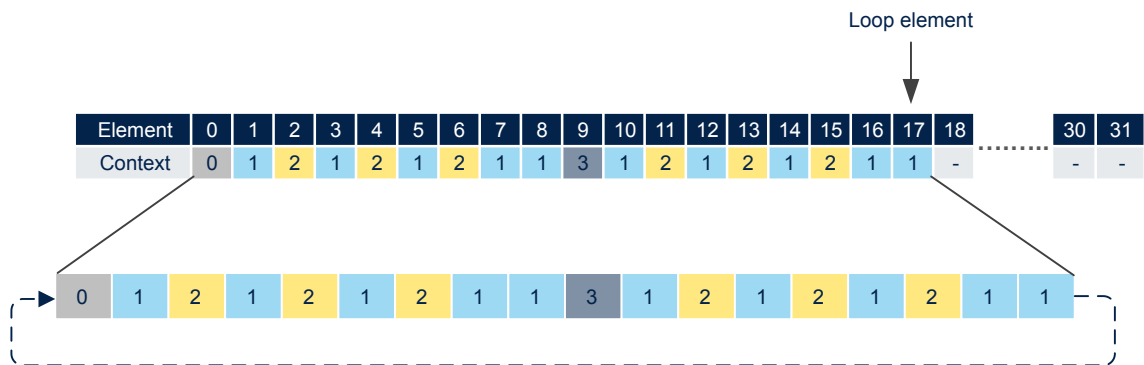 Loop element
Element 0 1 2 3 4 5 6 7 8 9 10 11 12 13 14 15 16 17 18 ......... 30 31
Context 0 1 2 1 2 1 2 1 1 3 1 2 1 2 1 2 1 1 - - -
0 1 2 1 2 1 2 1 1 3 1 2 1 2 1 2 1 1